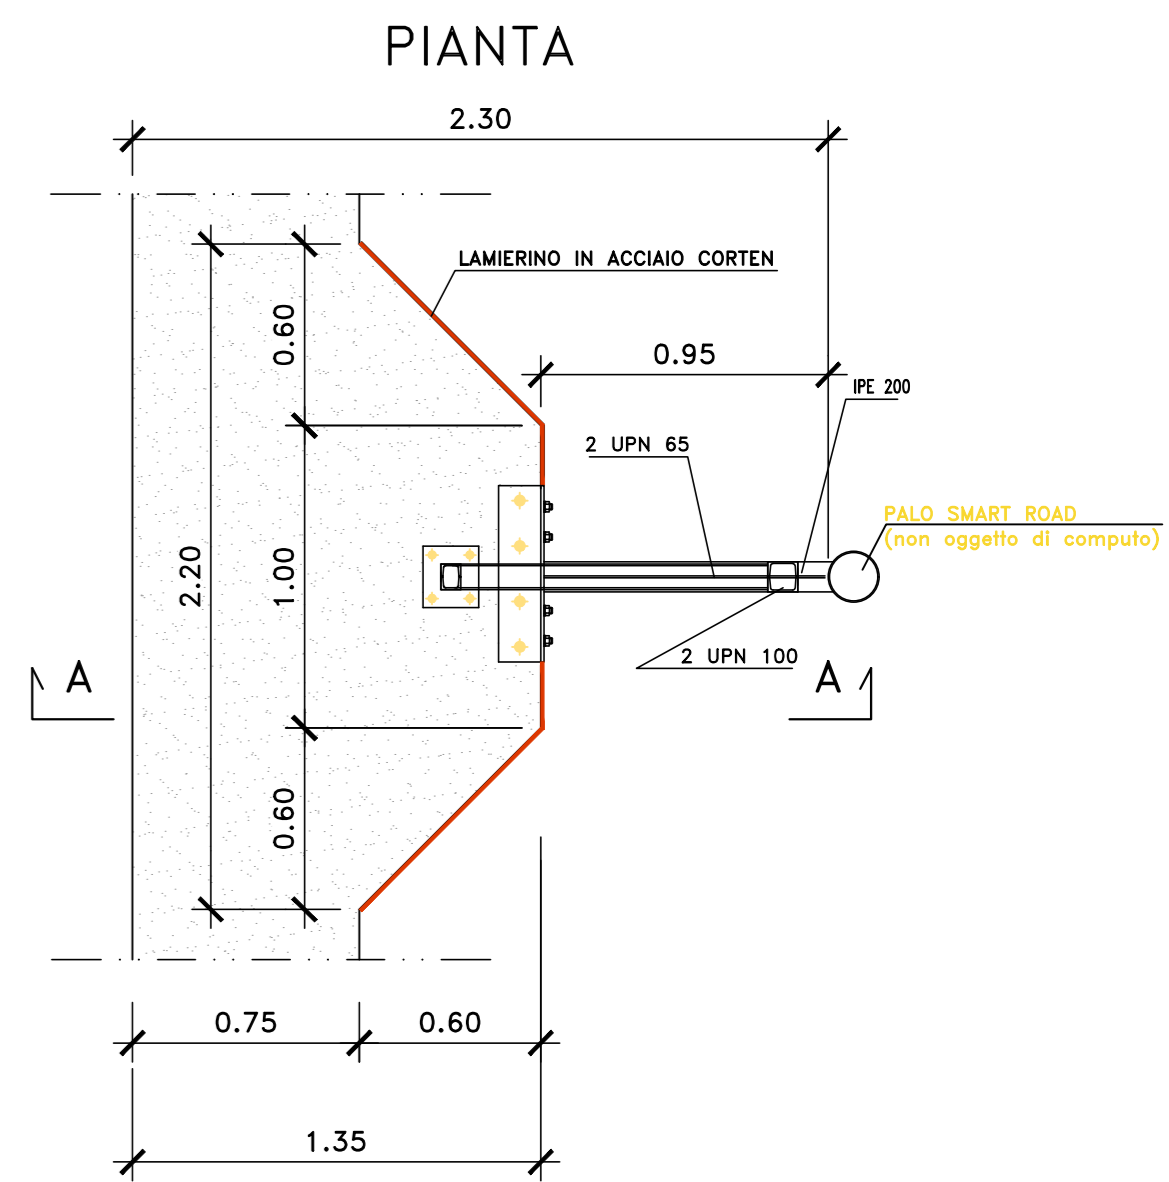 PIANTA
2.30
LAMIERINO IN ACCIAIO CORTEN
0.60
0.95
IPE 200
2 UPN 65
PALO SMART ROAD
(non oggetto di computo)
2.20
1.00
2 UPN 100
A
A
0.60
0.75
0.60
1.35